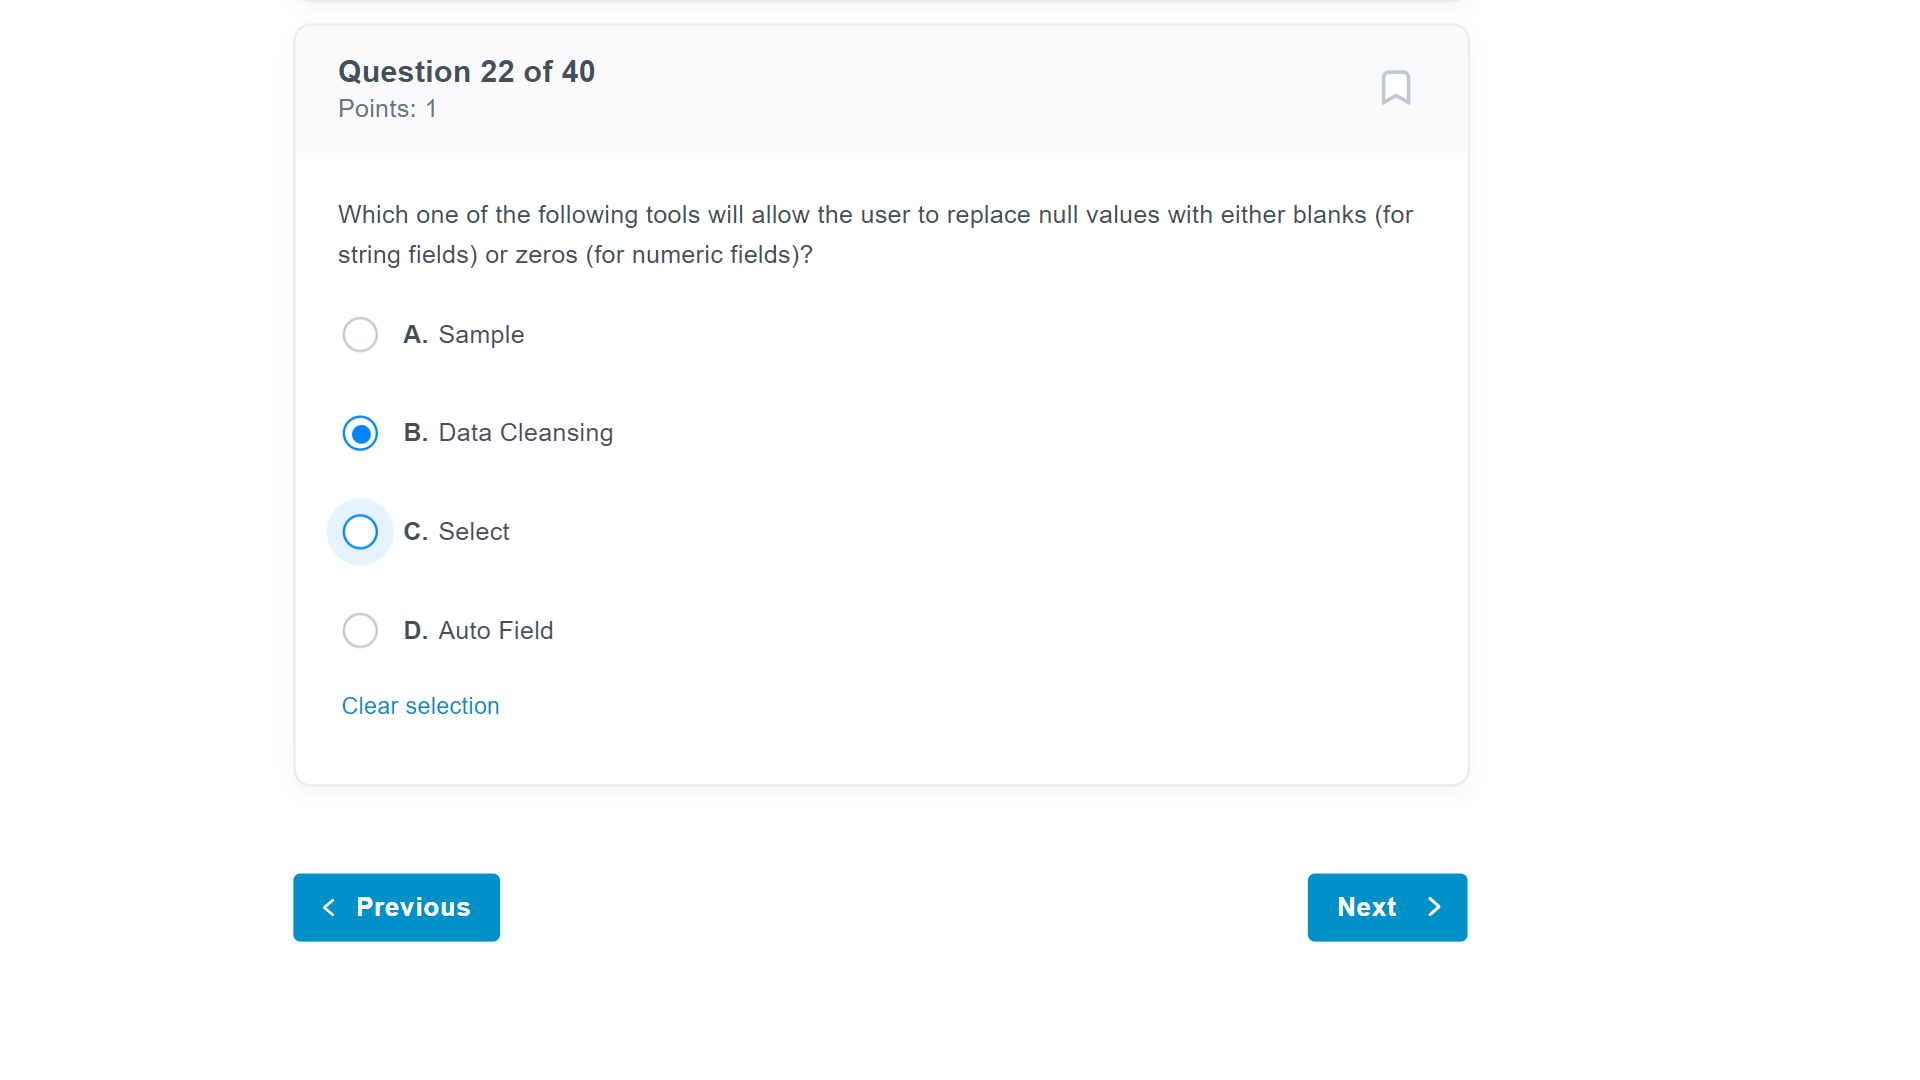 Question 22 of 40
Points: 1
Which one of the following tools will allow the user to replace null values with either blanks (for
string fields) or zeros (for numeric fields)?
A. Sample
B. Data Cleansing
C. Select
D. Auto Field
Clear selection
Previous
Next